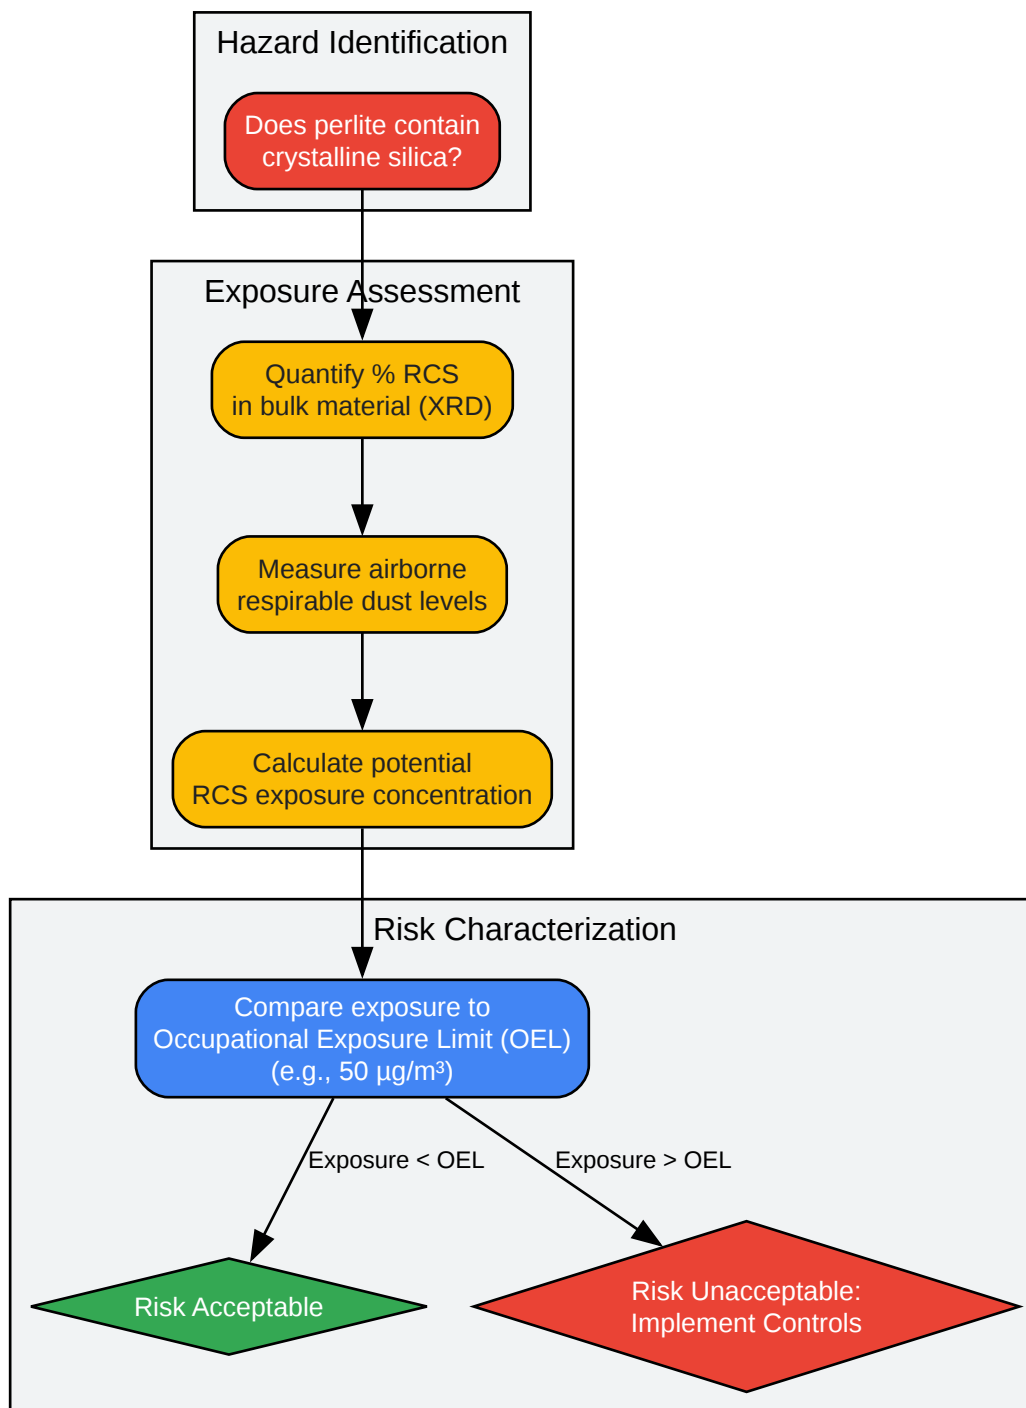 Hazard Identification
Does perlite contain
crystalline silica?
Exposure Assessment
Quantify % RCS
in bulk material (XRD)
Measure airborne
respirable dust levels
Calculate potential
RCS exposure concentration
Risk Characterization
Compare exposure to
Occupational Exposure Limit (OEL)
(e.g., 50 µg/m³)
Exposure < OEL
Exposure > OEL
Risk Acceptable
Risk Unacceptable:
Implement Controls